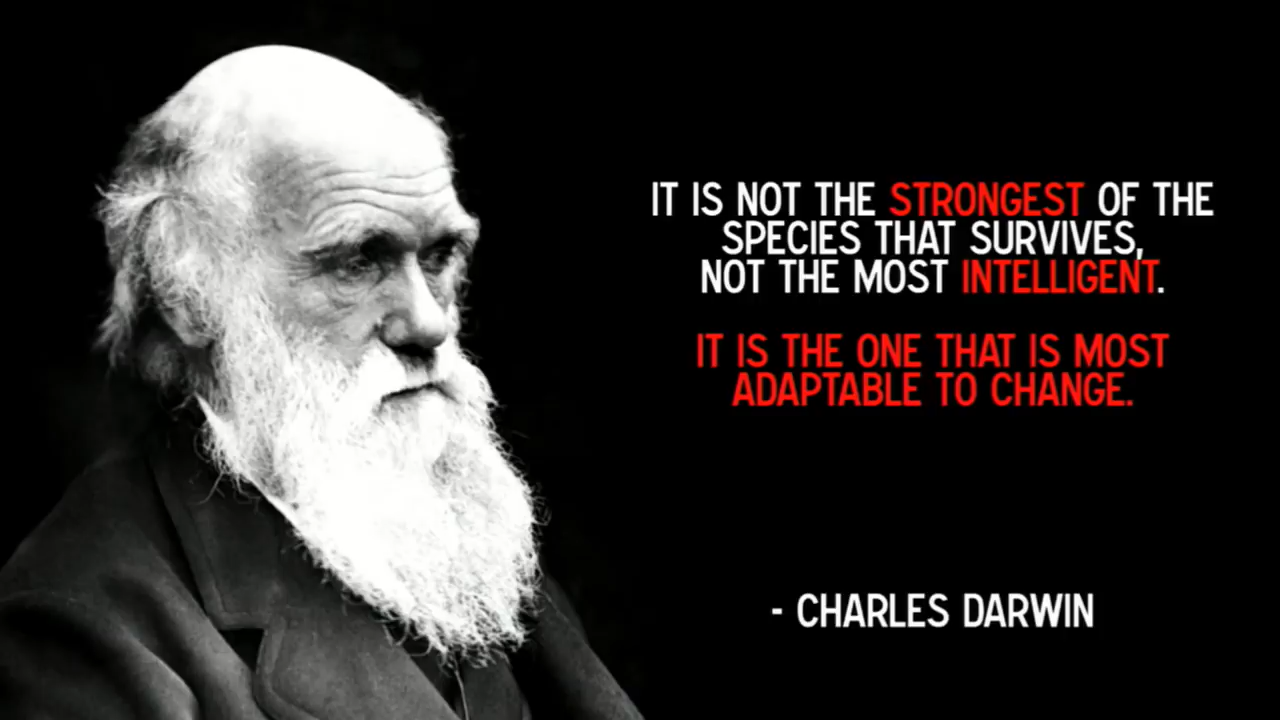 IT IS NOT THE STRONGEST OF THE
SPECIES THAT SURVIVES,
NOT THE MOST INTELLIGENT.
IT IS THE ONE THAT IS MOST
ADAPTABLE TO CHANGE.
- CHARLES DARWIN